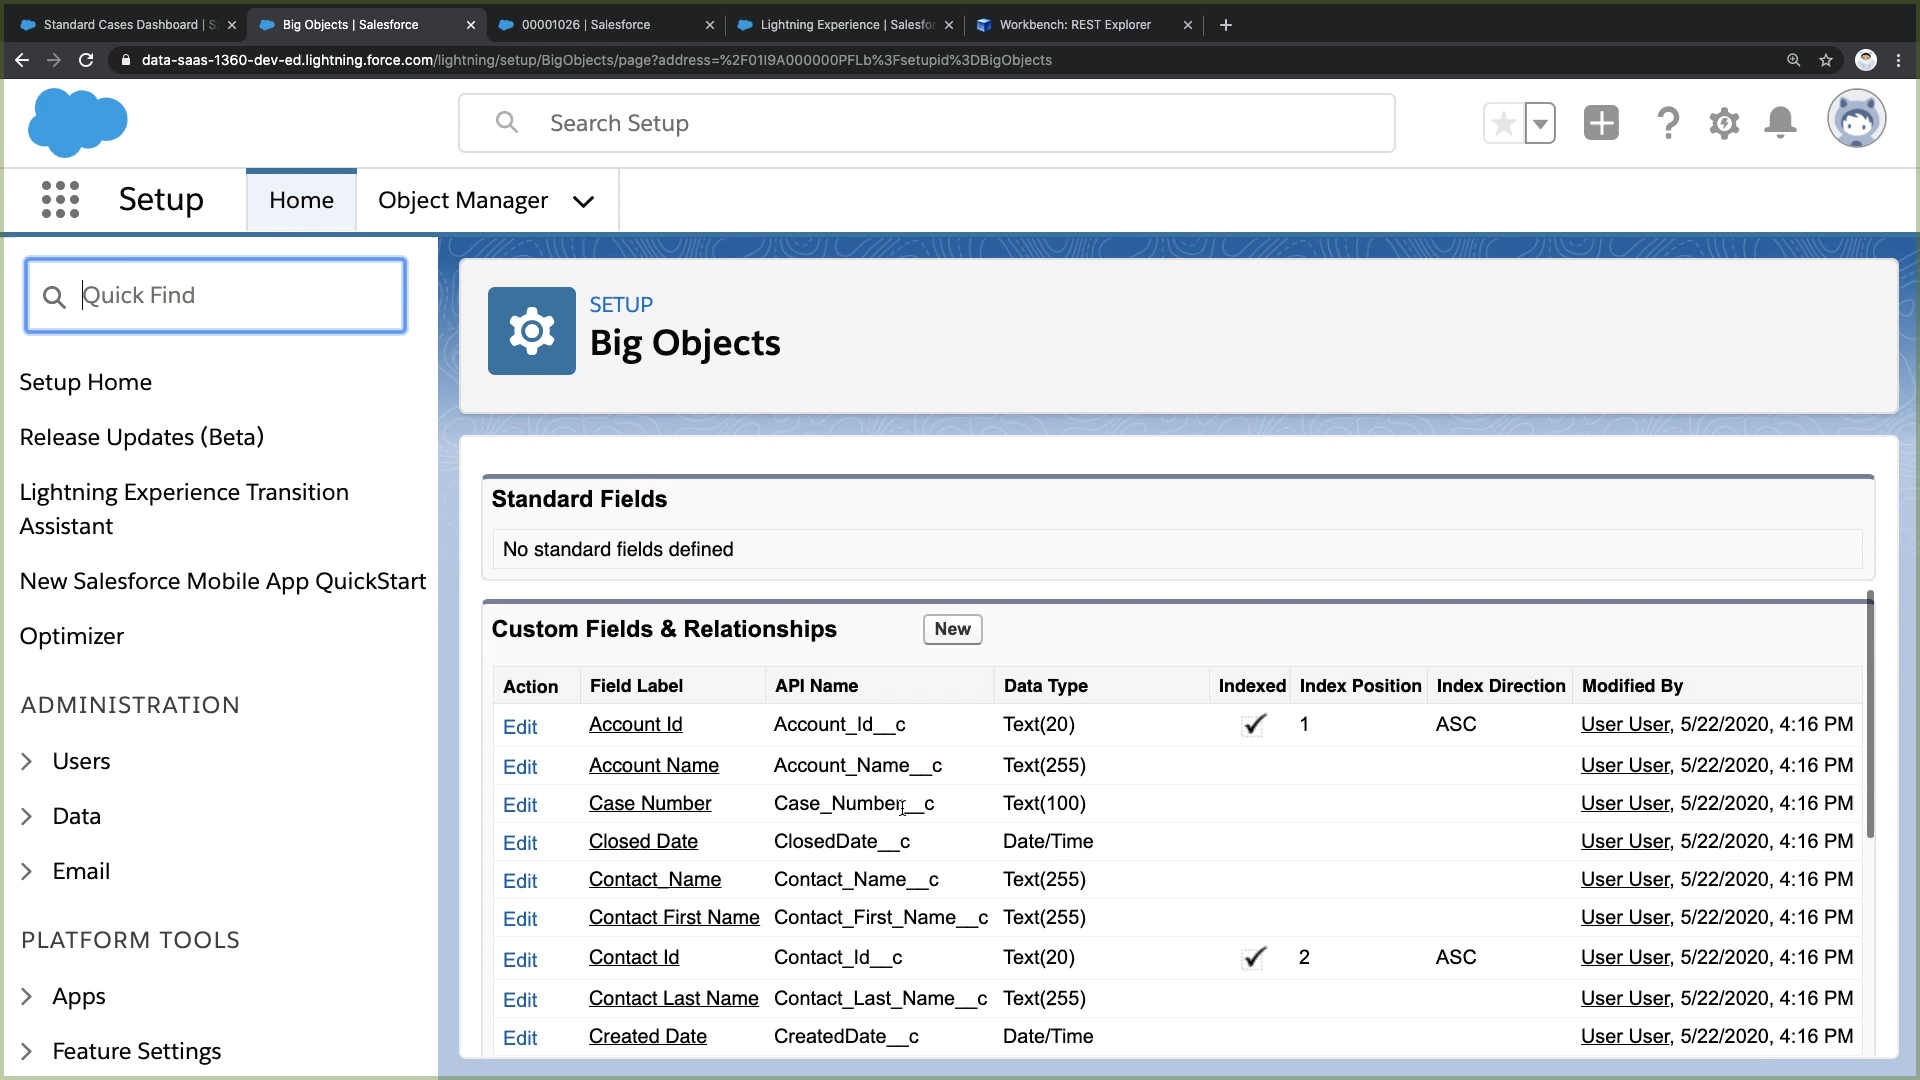 Standard Cases Dashboard | S
Big Objects | Salesforce
00001026 | Salesforce
Lightning Experience | Salesfor
Workbench: REST Explorer
data-saas-1360-dev-ed.lightning.force.com/lightning/setup/BigObjects/page?address=%2F01I9A000000PFLb%3Fsetupid%3DBigObjects
Search Setup
Setup
Home
Object Manager
Quick Find
Setup Home
Release Updates (Beta)
Lightning Experience Transition
Assistant
New Salesforce Mobile App QuickStart
Optimizer
ADMINISTRATION
Users
Data
Email
PLATFORM TOOLS
Apps
Feature Settings
SETUP
Big Objects
Standard Fields
No standard fields defined
Custom Fields & Relationships New
Action Field Label API Name Data Type Indexed Index Position Index Direction Modified By
Edit Account Id Account_Id__c Text(20) 1 ASC User User, 5/22/2020, 4:16 PM
Edit Account Name Account_Name__c Text(255) User User, 5/22/2020, 4:16 PM
Edit Case Number Case_Number__c Text(100) User User, 5/22/2020, 4:16 PM
Edit Closed Date ClosedDate__c Date/Time User User, 5/22/2020, 4:16 PM
Edit Contact_Name Contact_Name__c Text(255) User User, 5/22/2020, 4:16 PM
Edit Contact First Name Contact_First_Name__c Text(255) User User, 5/22/2020, 4:16 PM
Edit Contact Id Contact_Id__c Text(20) 2 ASC User User, 5/22/2020, 4:16 PM
Edit Contact Last Name Contact_Last_Name__c Text(255) User User, 5/22/2020, 4:16 PM
Edit Created Date CreatedDate__c Date/Time User User, 5/22/2020, 4:16 PM